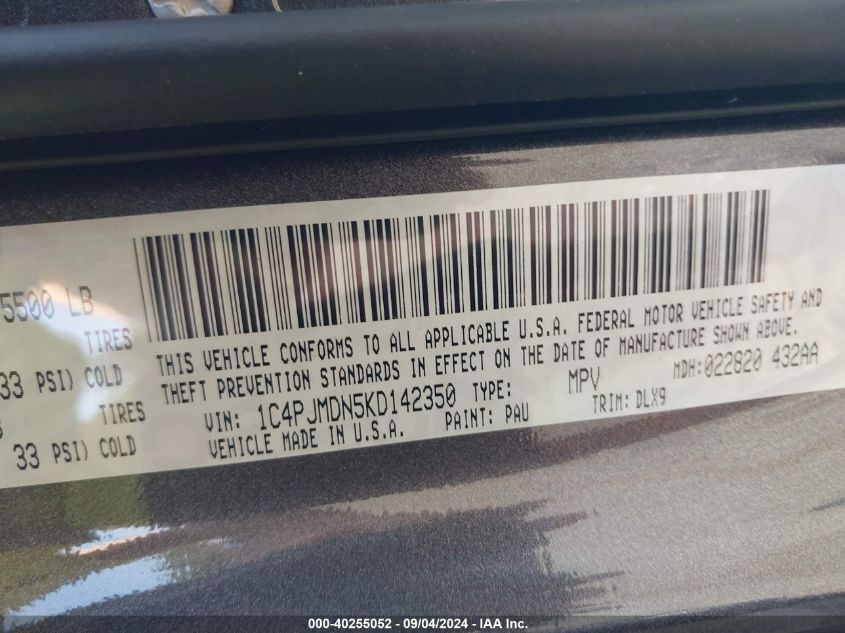 5500 LB
TIRES
33 PSI) COLD
TIRES
33 PSI) COLD
THIS VEHICLE CONFORMS TO ALL APPLICABLE U.S.A. FEDERAL MOTOR VEHICLE SAFETY AND
THEFT PREVENTION STANDARDS IN EFFECT ON THE DATE OF MANUFACTURE SHOWN ABOVE.
VIN: 1C4PJMDN5KD142350 TYPE: MPV MDH:022820 432AA
VEHICLE MADE IN U.S.A. PAINT: PAU TRIM: DLX9
000-40255052 - 09/04/2024 - IAA Inc.